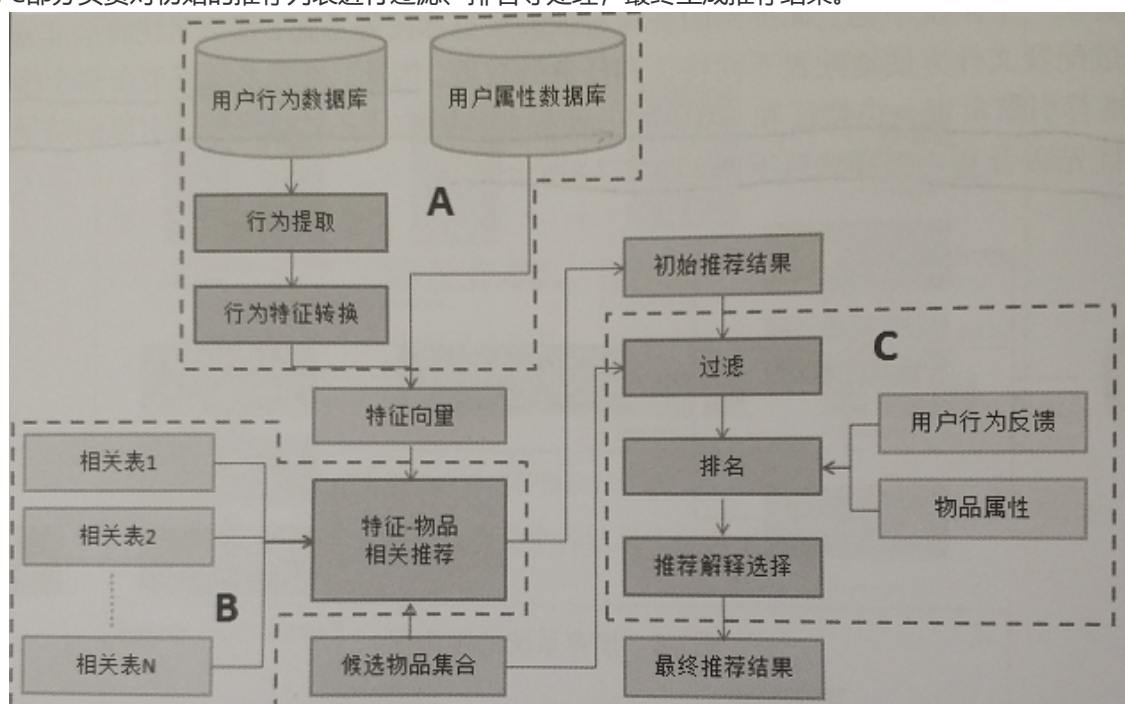 C部分负责对初始的推荐列表进行过滤、排名等处理，最终生成推荐结果。
用户行为数据库
用户属性数据库
A
行为提取
行为特征转换
初始推荐结果
C
过滤
特征向量
用户行为反馈
相关表1
排名
特征-物品
相关推荐
物品属性
相关表2
推荐解释选择
B
相关表N
候选物品集合
最终推荐结果